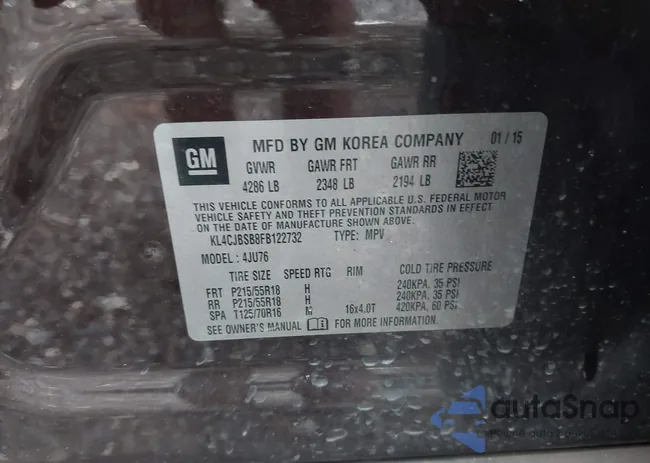 GM
MFD BY GM KOREA COMPANY 01 / 15
GVWR GAWR FRT GAWR RR
4286 LB 2348 LB 2194 LB
THIS VEHICLE CONFORMS TO ALL APPLICABLE U.S. FEDERAL MOTOR
VEHICLE SAFETY AND THEFT PREVENTION STANDARDS IN EFFECT
ON THE DATE OF MANUFACTURE SHOWN ABOVE.
KL4CJBSB8FB122732 TYPE: MPV
MODEL: 4JU76
TIRE SIZE SPEED RTG RIM COLD TIRE PRESSURE
FRT P215/55R18 H 240KPA, 35 PSI
RR P215/55R18 H 240KPA, 35 PSI
SPA T125/70R16 M 16x4.0T 420KPA, 60 PSI
SEE OWNER'S MANUAL FOR MORE INFORMATION.
autoSnap